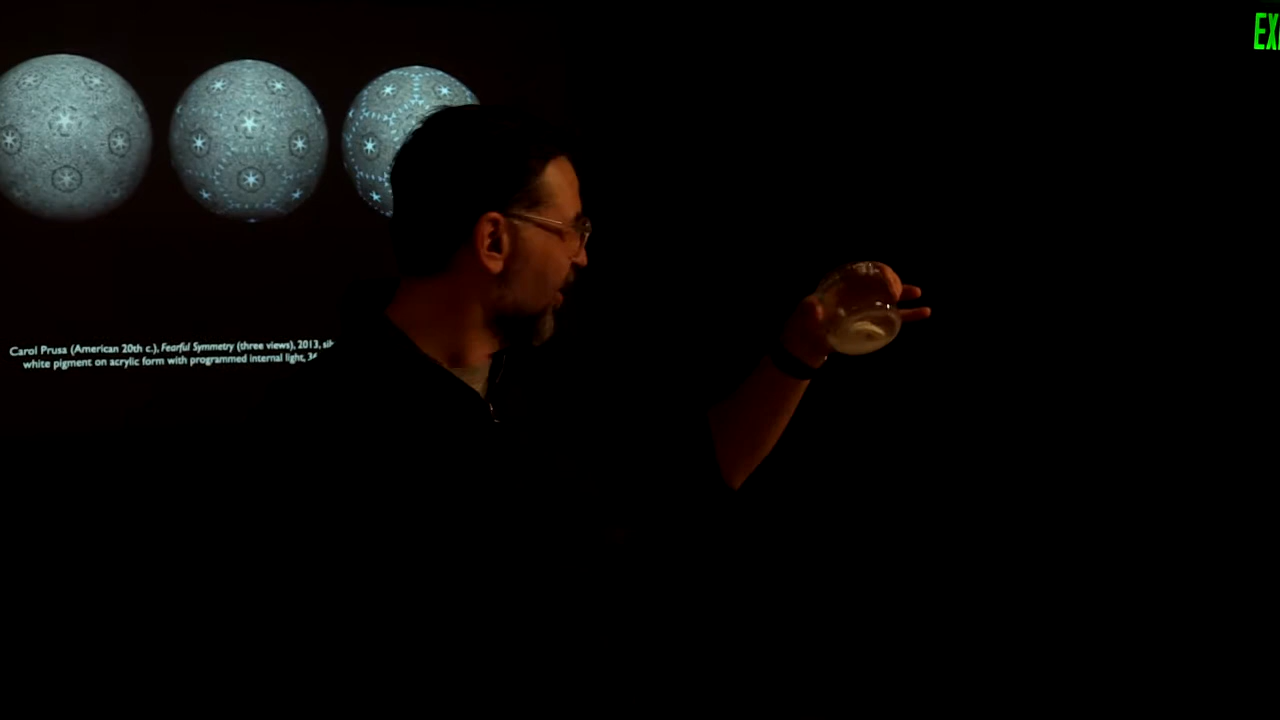 Carol Prusa (American 20th c.), Fearful Symmetry (three views), 2013,
white pigment on acrylic form with programmed internal light,